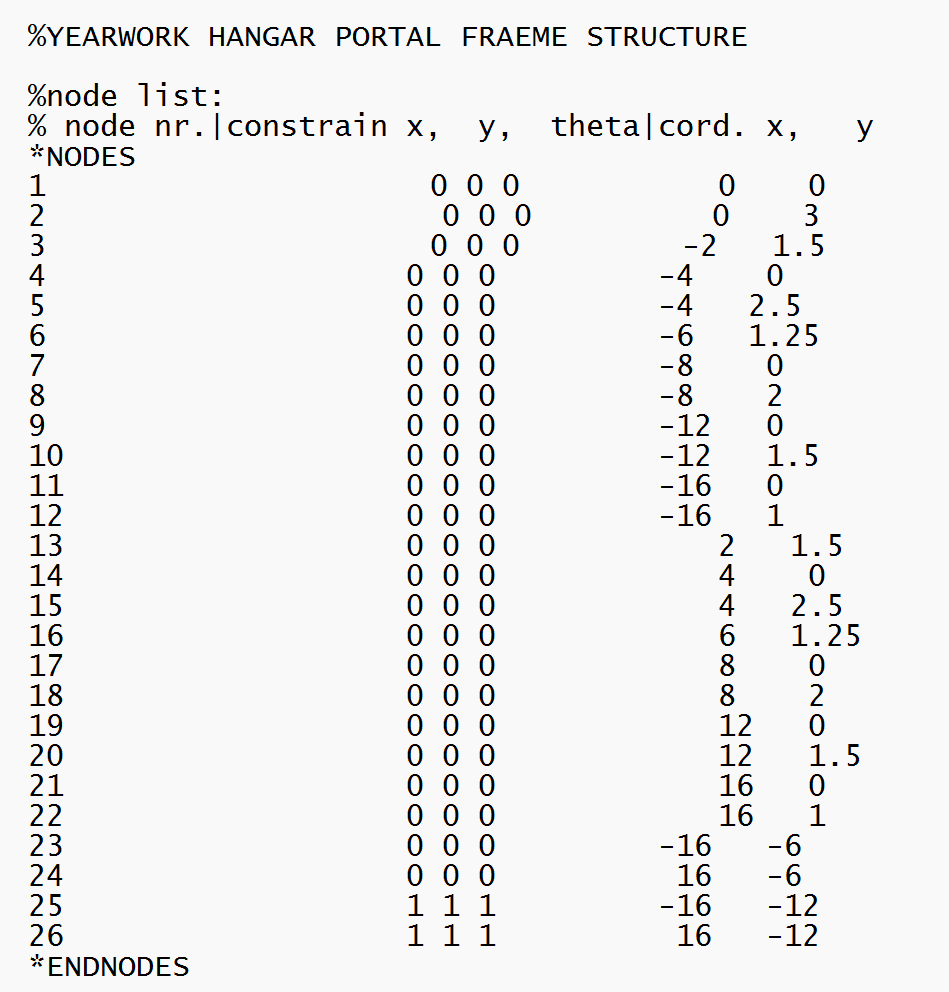 %YEARWORK HANGAR PORTAL FRAEME STRUCTURE
%node list:
% node nr.|constrain x, y, theta|cord. x, y
*NODES
1 0 0 0 0 0
2 0 0 0 0 3
3 0 0 0 -2 1.5
4 0 0 0 -4 0
5 0 0 0 -4 2.5
6 0 0 0 -6 1.25
7 0 0 0 -8 0
8 0 0 0 -8 2
9 0 0 0 -12 0
10 0 0 0 -12 1.5
11 0 0 0 -16 0
12 0 0 0 -16 1
13 0 0 0 2 1.5
14 0 0 0 4 0
15 0 0 0 4 2.5
16 0 0 0 6 1.25
17 0 0 0 8 0
18 0 0 0 8 2
19 0 0 0 12 0
20 0 0 0 12 1.5
21 0 0 0 16 0
22 0 0 0 16 1
23 0 0 0 -16 -6
24 0 0 0 16 -6
25 1 1 1 -16 -12
26 1 1 1 16 -12
*ENDNODES